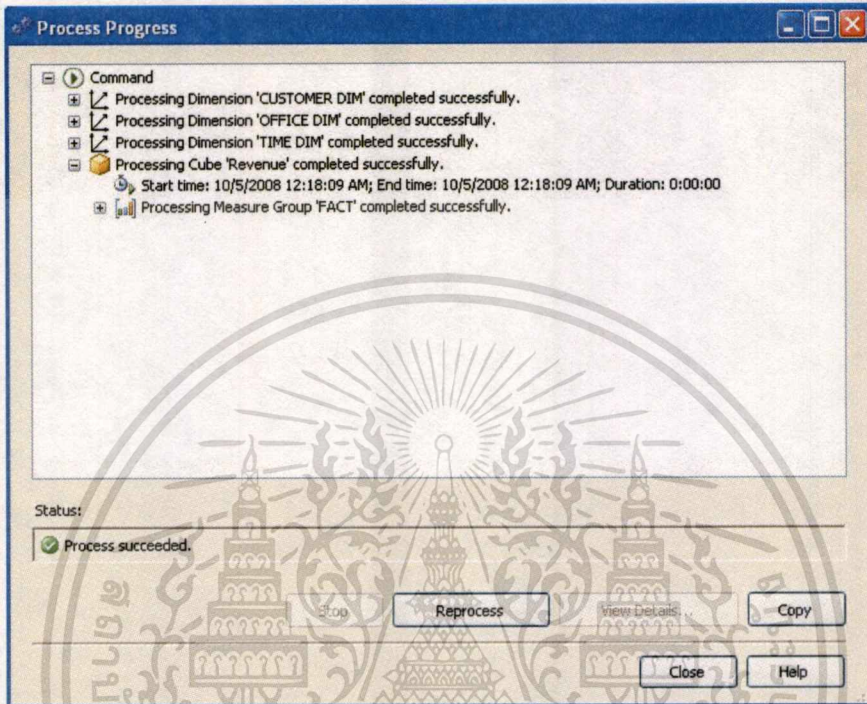 Process Progress
Command
Processing Dimension 'CUSTOMER DIM' completed successfully.
Processing Dimension 'OFFICE DIM' completed successfully.
Processing Dimension 'TIME DIM' completed successfully.
Processing Cube 'Revenue' completed successfully.
Start time: 10/5/2008 12:18:09 AM; End time: 10/5/2008 12:18:09 AM; Duration: 0:00:00
Processing Measure Group 'FACT' completed successfully.
Status:
Process succeeded.
Stop
Reprocess
View Details...
Copy
Close
Help